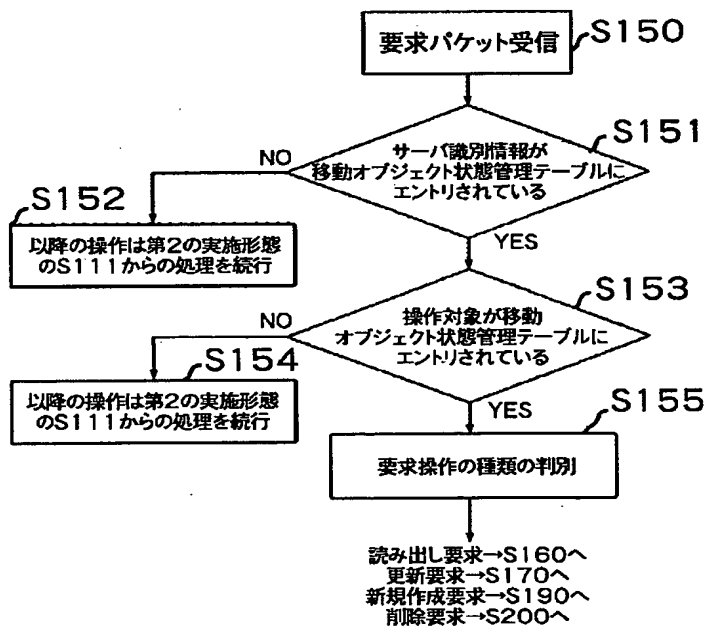 要求パケット受信
S150
サーバ識別情報が
移動オブジェクト状態管理テーブルに
エントリされている
S151
NO
S152
以降の操作は第2の実施形態
のS111からの処理を続行
YES
操作対象が移動
オブジェクト状態管理テーブルに
エントリされている
S153
NO
S154
以降の操作は第2の実施形態
のS111からの処理を続行
YES
S155
要求操作の種類の判別
読み出し要求→S160へ
更新要求→S170へ
新規作成要求→S190へ
削除要求→S200へ